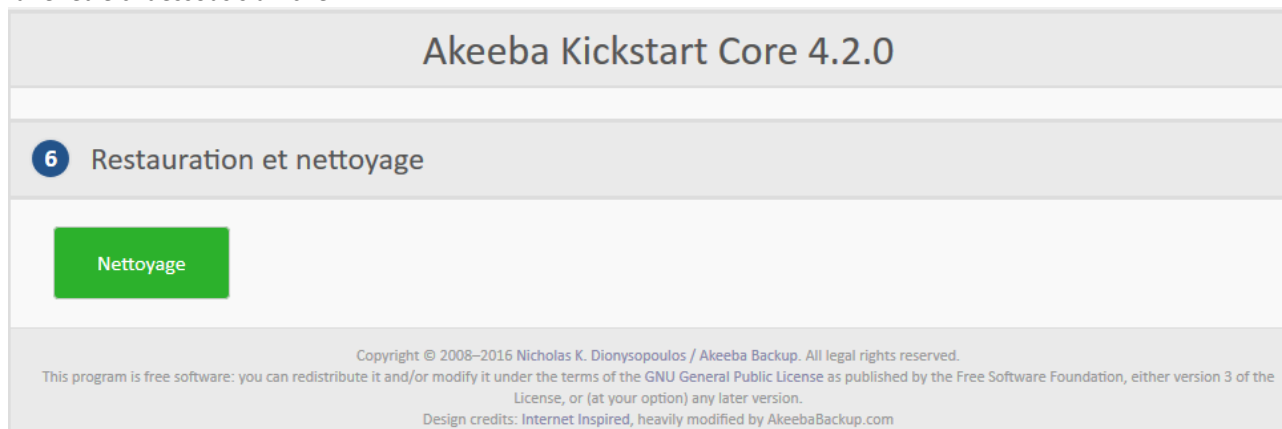 Akeeba Kickstart Core 4.2.0
6 Restauration et nettoyage
Nettoyage
Copyright © 2008–2016 Nicholas K. Dionysopoulos / Akeeba Backup. All legal rights reserved.
This program is free software: you can redistribute it and/or modify it under the terms of the GNU General Public License as published by the Free Software Foundation, either version 3 of the
License, or (at your option) any later version.
Design credits: Internet Inspired, heavily modified by AkeebaBackup.com